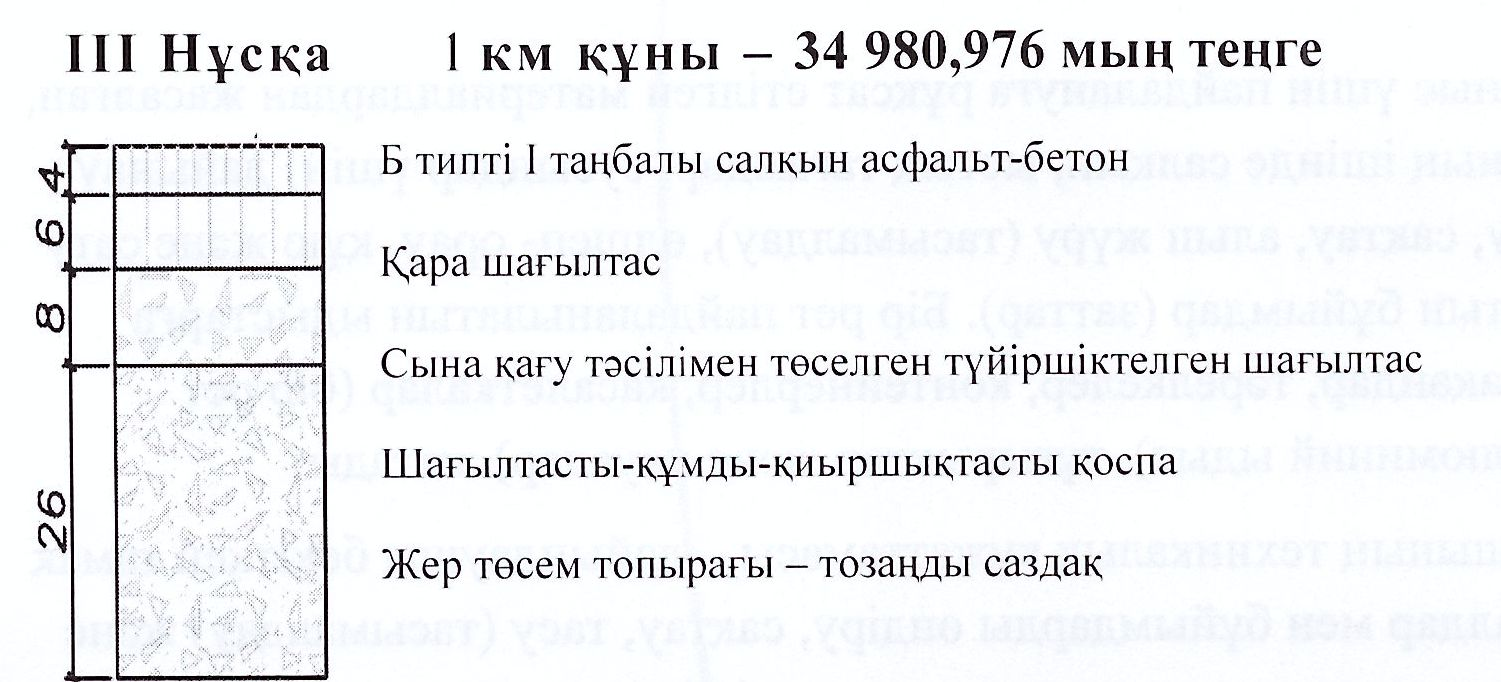 III Нұсқа 1 км құны – 34 980,976 мың теңге
4 Б типті I таңбалы салқын асфальт-бетон
6 Қара шағылтас
8 Сына қағу тәсілімен төселген түйіршіктелген шағылтас
26 Шағылтасты-құмды-қиыршықтасты қоспа
Жер төсем топырағы – тозаңды саздақ